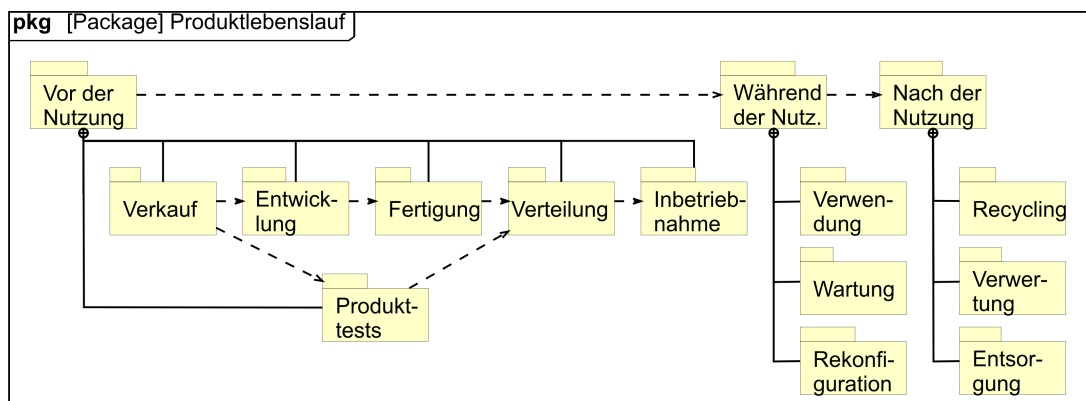 pkg [Package] Produktlebenslauf
Vor der
Nutzung
Während
der Nutz.
Nach der
Nutzung
Verkauf
Entwick-
lung
Fertigung
Verteilung
Inbetrieb-
nahme
Produkt-
tests
Verwen-
dung
Wartung
Rekonfi-
guration
Recycling
Verwer-
tung
Entsor-
gung